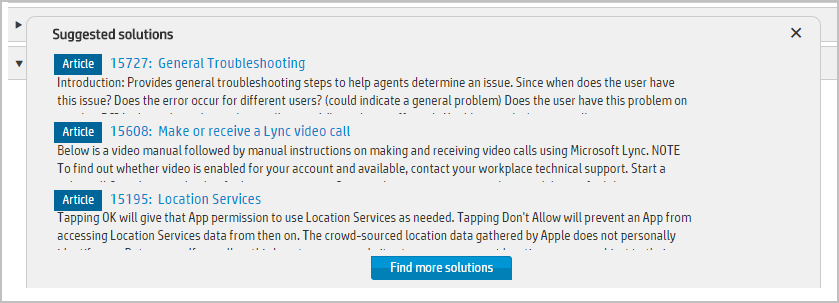 Suggested solutions
Article 15727: General Troubleshooting
Introduction: Provides general troubleshooting steps to help agents determine an issue. Since when does the user have
this issue? Does the error occur for different users? (could indicate a general problem) Does the user have this problem on
Article 15608: Make or receive a Lync video call
Below is a video manual followed by manual instructions on making and receiving video calls using Microsoft Lync. NOTE
To find out whether video is enabled for your account and available, contact your workplace technical support. Start a
Article 15195: Location Services
Tapping OK will give that App permission to use Location Services as needed. Tapping Don't Allow will prevent an App from
accessing Location Services data from then on. The crowd-sourced location data gathered by Apple does not personally
Find more solutions